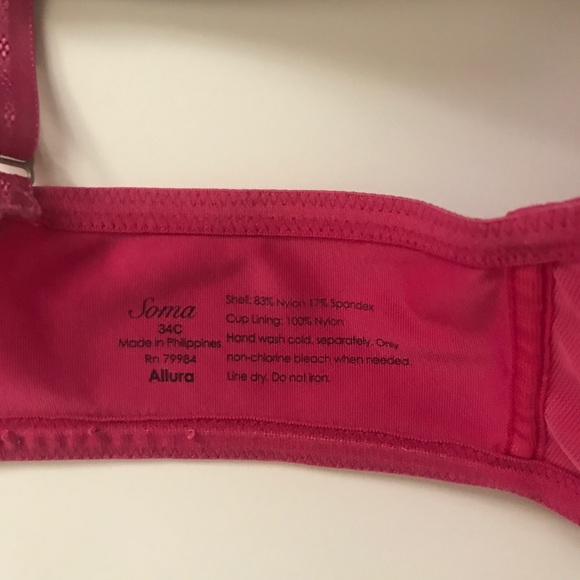 Soma
34C
Made in Philippines
Rn 79984
Allura
Shell: 83% Nylon 17% Spandex
Cup Lining: 100% Nylon
Hand wash cold, separately. Only
non-chlorine bleach when needed.
Line dry. Do not iron.